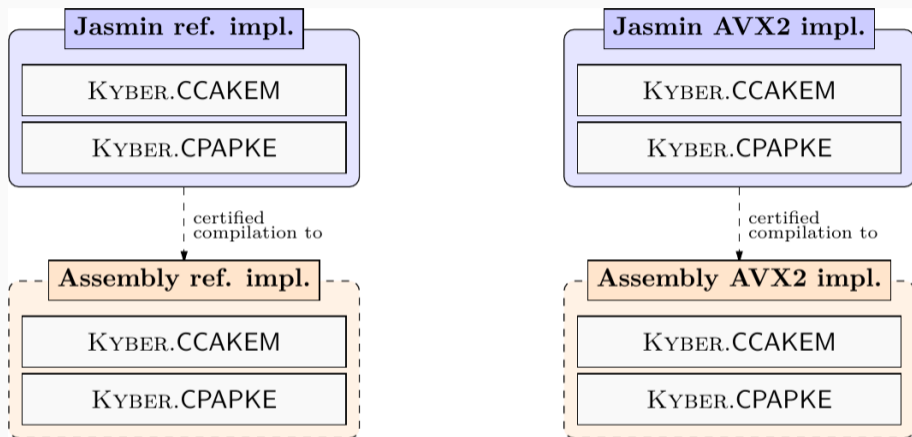 Jasmin ref. impl.
KYBER.CCAKEM
KYBER.CPAPKE
certified
compilation to
Assembly ref. impl.
KYBER.CCAKEM
KYBER.CPAPKE
Jasmin AVX2 impl.
KYBER.CCAKEM
KYBER.CPAPKE
certified
compilation to
Assembly AVX2 impl.
KYBER.CCAKEM
KYBER.CPAPKE